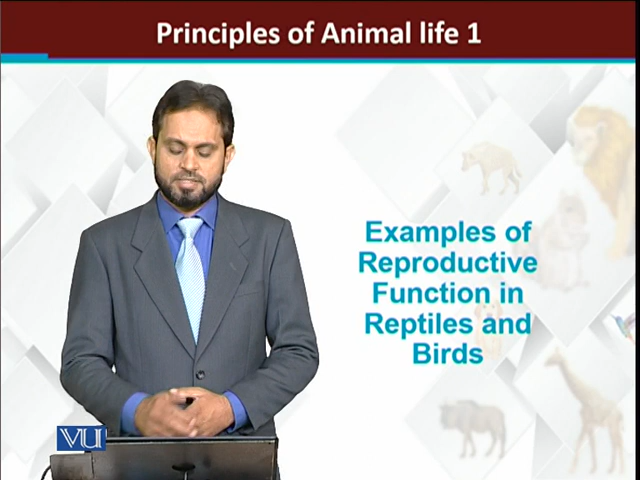 Principles of Animal life 1
Examples of
Reproductive
Function in
Reptiles and
Birds
VU